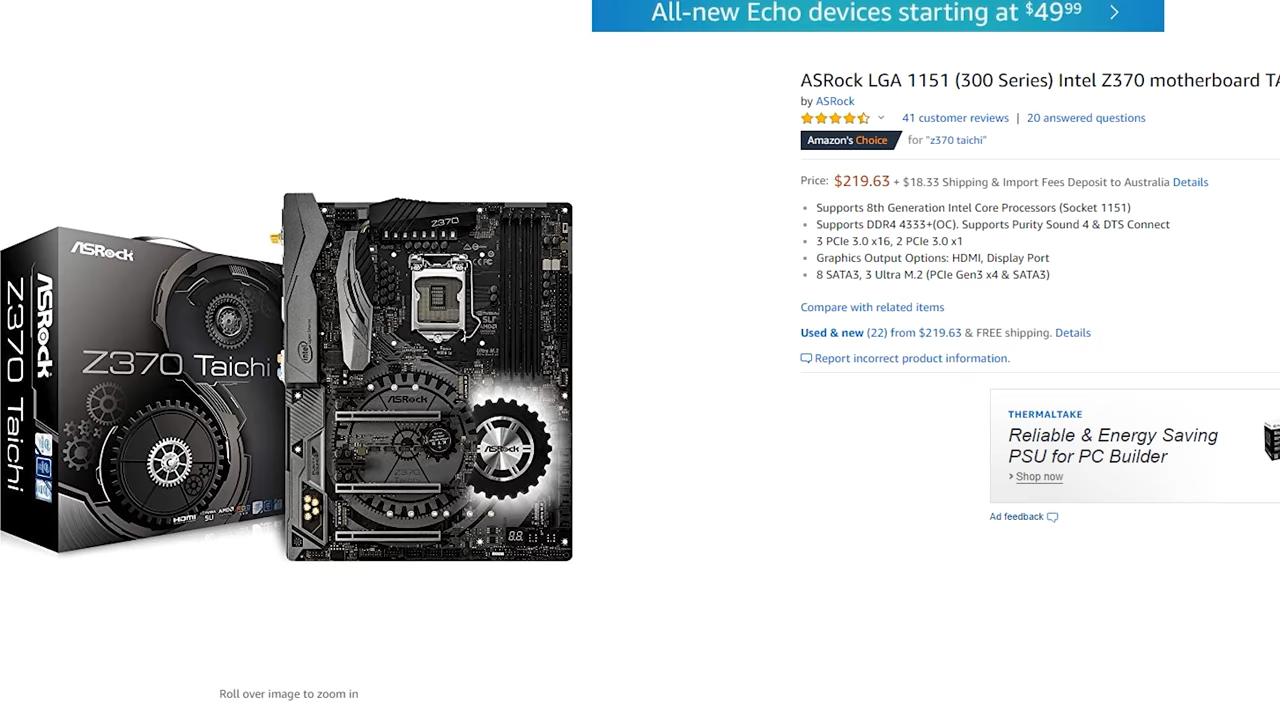 All-new Echo devices starting at $49⁹⁹
ASRock LGA 1151 (300 Series) Intel Z370 motherboard TA
by ASRock
41 customer reviews | 20 answered questions
Amazon's Choice for "z370 taichi"
Price: $219.63 + $18.33 Shipping & Import Fees Deposit to Australia Details
Supports 8th Generation Intel Core Processors (Socket 1151)
Supports DDR4 4333+(OC). Supports Purity Sound 4 & DTS Connect
3 PCIe 3.0 x16, 2 PCIe 3.0 x1
Graphics Output Options: HDMI, Display Port
8 SATA3, 3 Ultra M.2 (PCIe Gen3 x4 & SATA3)
Compare with related items
Used & new (22) from $219.63 & FREE shipping. Details
Report incorrect product information.
THERMALTAKE
Reliable & Energy Saving
PSU for PC Builder
Shop now
Ad feedback
ASRock
Z370 Taichi
ASRock
Z370 Taichi
HDMI
SLI
Z370
ASRock
ASRock
Z370
8.8.
Roll over image to zoom in